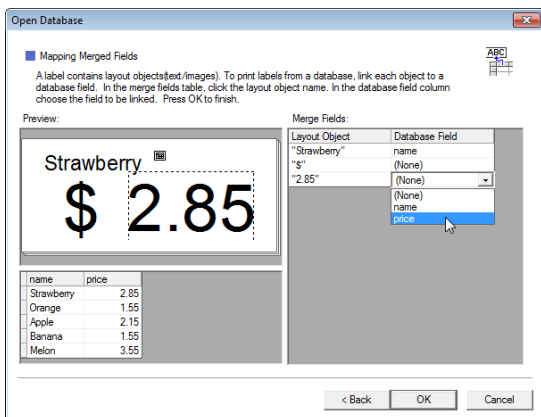 Open Database
Mapping Merged Fields
ABC
A label contains layout objects(text/images). To print labels from a database, link each object to a
database field. In the merge fields table, click the layout object name. In the database field column
choose the field to be linked. Press OK to finish.
Preview:
Merge Fields:
Strawberry
$ 2.85
Layout Object Database Field
"Strawberry" name
"$" (None)
"2.85" (None)
(None)
name
price
name price
Strawberry 2.85
Orange 1.55
Apple 2.15
Banana 1.55
Melon 3.55
< Back OK Cancel